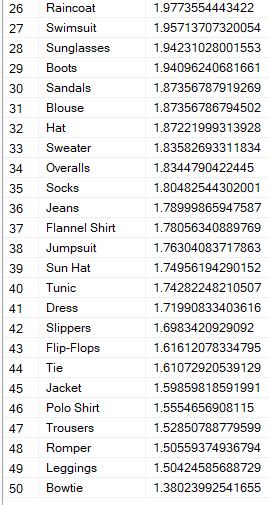 26 Raincoat 1.9773554443422
27 Swimsuit 1.95713707320054
28 Sunglasses 1.94231028001553
29 Boots 1.94096240681661
30 Sandals 1.87356787919269
31 Blouse 1.87356786794502
32 Hat 1.87221999313928
33 Sweater 1.83582693311834
34 Overalls 1.8344790422445
35 Socks 1.80482544302001
36 Jeans 1.78999865947587
37 Flannel Shirt 1.78056340889769
38 Jumpsuit 1.76304083717863
39 Sun Hat 1.74956194290152
40 Tunic 1.74282248210507
41 Dress 1.71990833403616
42 Slippers 1.6983420929092
43 Flip-Flops 1.61612078334795
44 Tie 1.61072920539129
45 Jacket 1.59859818591991
46 Polo Shirt 1.5554656908115
47 Trousers 1.52850788779599
48 Romper 1.50559374936794
49 Leggings 1.50424585688729
50 Bowtie 1.38023992541655